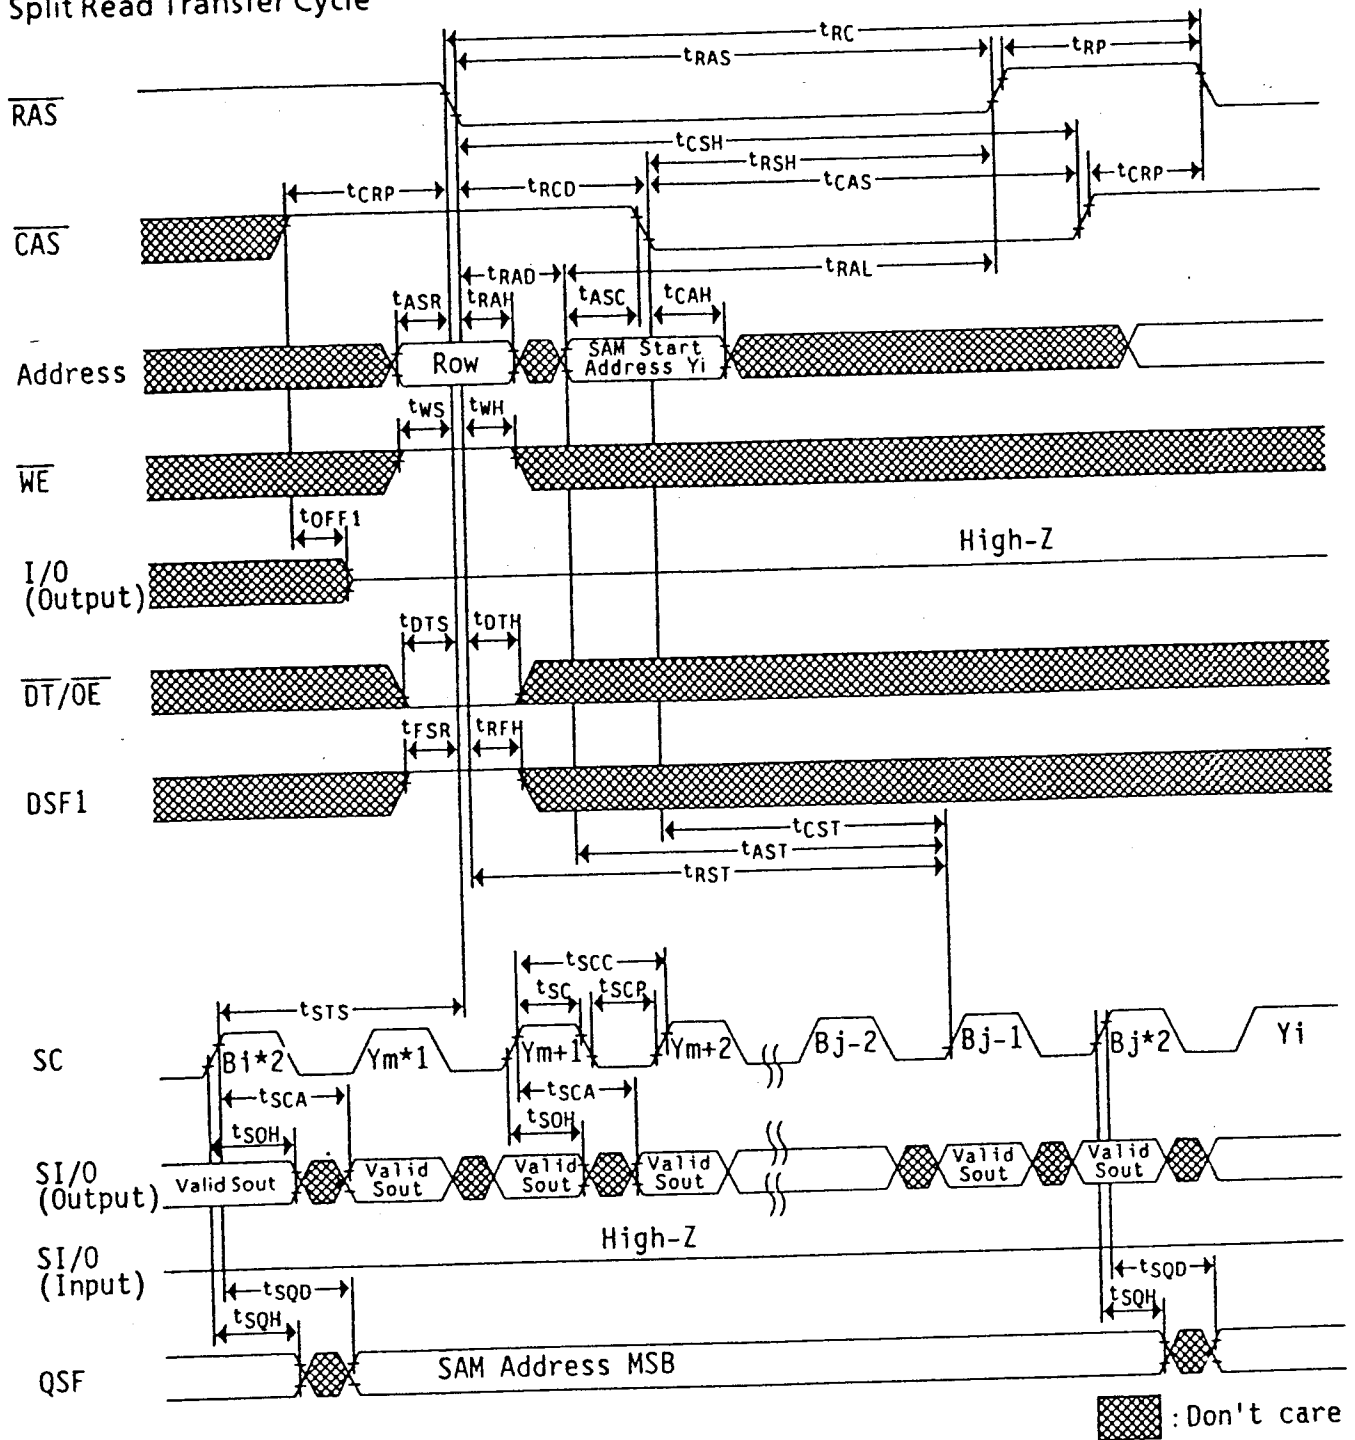 Split Read Transfer Cycle
tRC
tRAS
tRP
RAS
tCSH
tRSH
tCRP
tRCD
tCAS
tCRP
CAS
tRAD
tRAL
tASR
tRAH
tASC
tCAH
Address
Row
SAM Start
Address Yi
tWS
tWH
WE
tOFF1
High-Z
I/O
(Output)
tDTS
tDTH
DT/OE
tFSR
tRFH
DSF1
tCST
tAST
tRST
tSCC
tSC
tSCP
tSTS
SC
Bi*2
Ym*1
Ym+1
Ym+2
Bj-2
Bj-1
Bj*2
Yi
tSCA
tSCA
tSOH
tSOH
SI/O
(Output)
Valid Sout
Valid
Sout
Valid
Sout
Valid
Sout
Valid
Sout
Valid
Sout
SI/O
(Input)
High-Z
tSQD
tSQD
tSQH
tSQH
QSF
SAM Address MSB
:Don't care